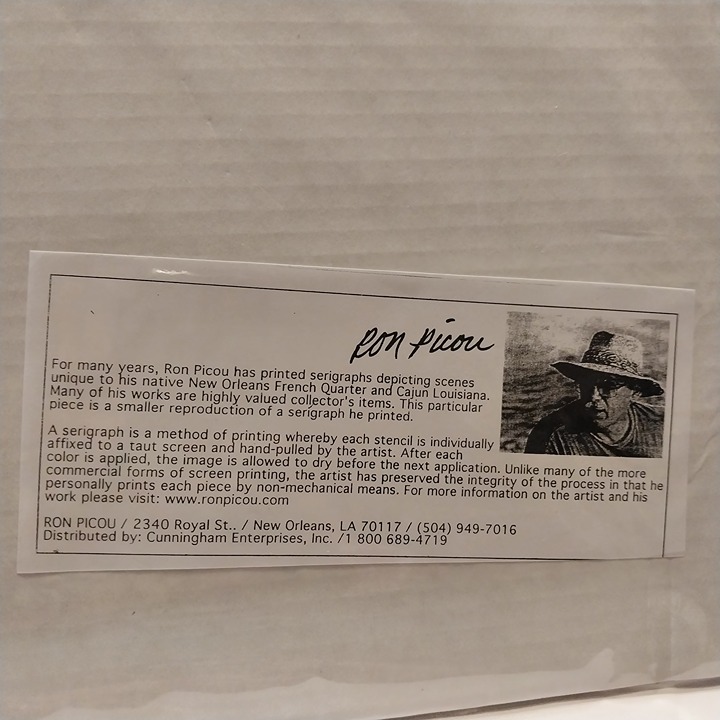 Ron Picou
For many years, Ron Picou has printed serigraphs depicting scenes
unique to his native New Orleans French Quarter and Cajun Louisiana.
Many of his works are highly valued collector's items. This particular
piece is a smaller reproduction of a serigraph he printed.
A serigraph is a method of printing whereby each stencil is individually
affixed to a taut screen and hand-pulled by the artist. After each
color is applied, the image is allowed to dry before the next application. Unlike many of the more
commercial forms of screen printing, the artist has preserved the integrity of the process in that he
personally prints each piece by non-mechanical means. For more information on the artist and his
work please visit: www.ronpicou.com
RON PICOU / 2340 Royal St.. / New Orleans, LA 70117 / (504) 949-7016
Distributed by: Cunningham Enterprises, Inc. /1 800 689-4719